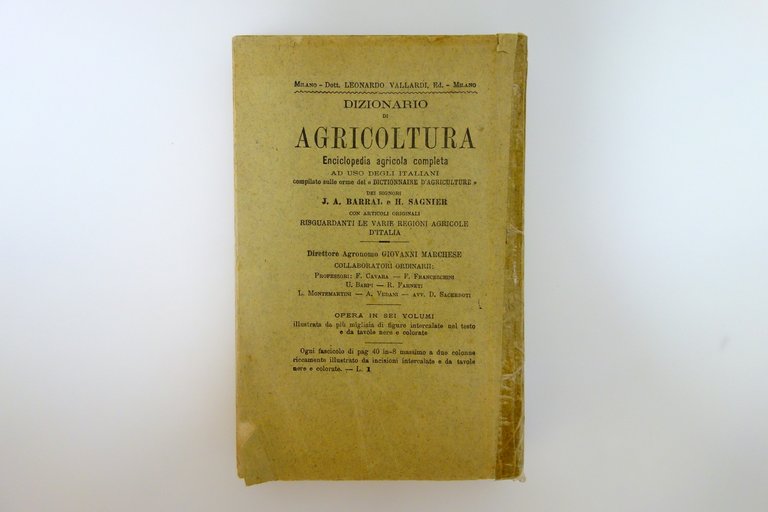 Milano - Dott. LEONARDO VALLARDI, Ed. - Milano
DIZIONARIO
DI
AGRICOLTURA
Enciclopedia agricola completa
AD USO DEGLI ITALIANI
compilato sulle orme del « DICTIONNAIRE D'AGRICULTURE »
DEI SIGNORI
J. A. BARRAL e H. SAGNIER
CON ARTICOLI ORIGINALI
RISGUARDANTI LE VARIE REGIONI AGRICOLE
D'ITALIA
Direttore Agronomo GIOVANNI MARCHESE
COLLABORATORI ORDINARII:
Professori: F. Cavara — F. Franceschini
U. Barpi — R. Farneti
L. Montemartini — A. Vedani — avv. D. Sacerdoti
OPERA IN SEI VOLUMI
illustrata da più migliaia di figure intercalate nel testo
e da tavole nere e colorate
Ogni fascicolo di pag 40 in-8 massimo a due colonne
riccamente illustrato da incisioni intercalate e da tavole
nere e colorate. — L. 1